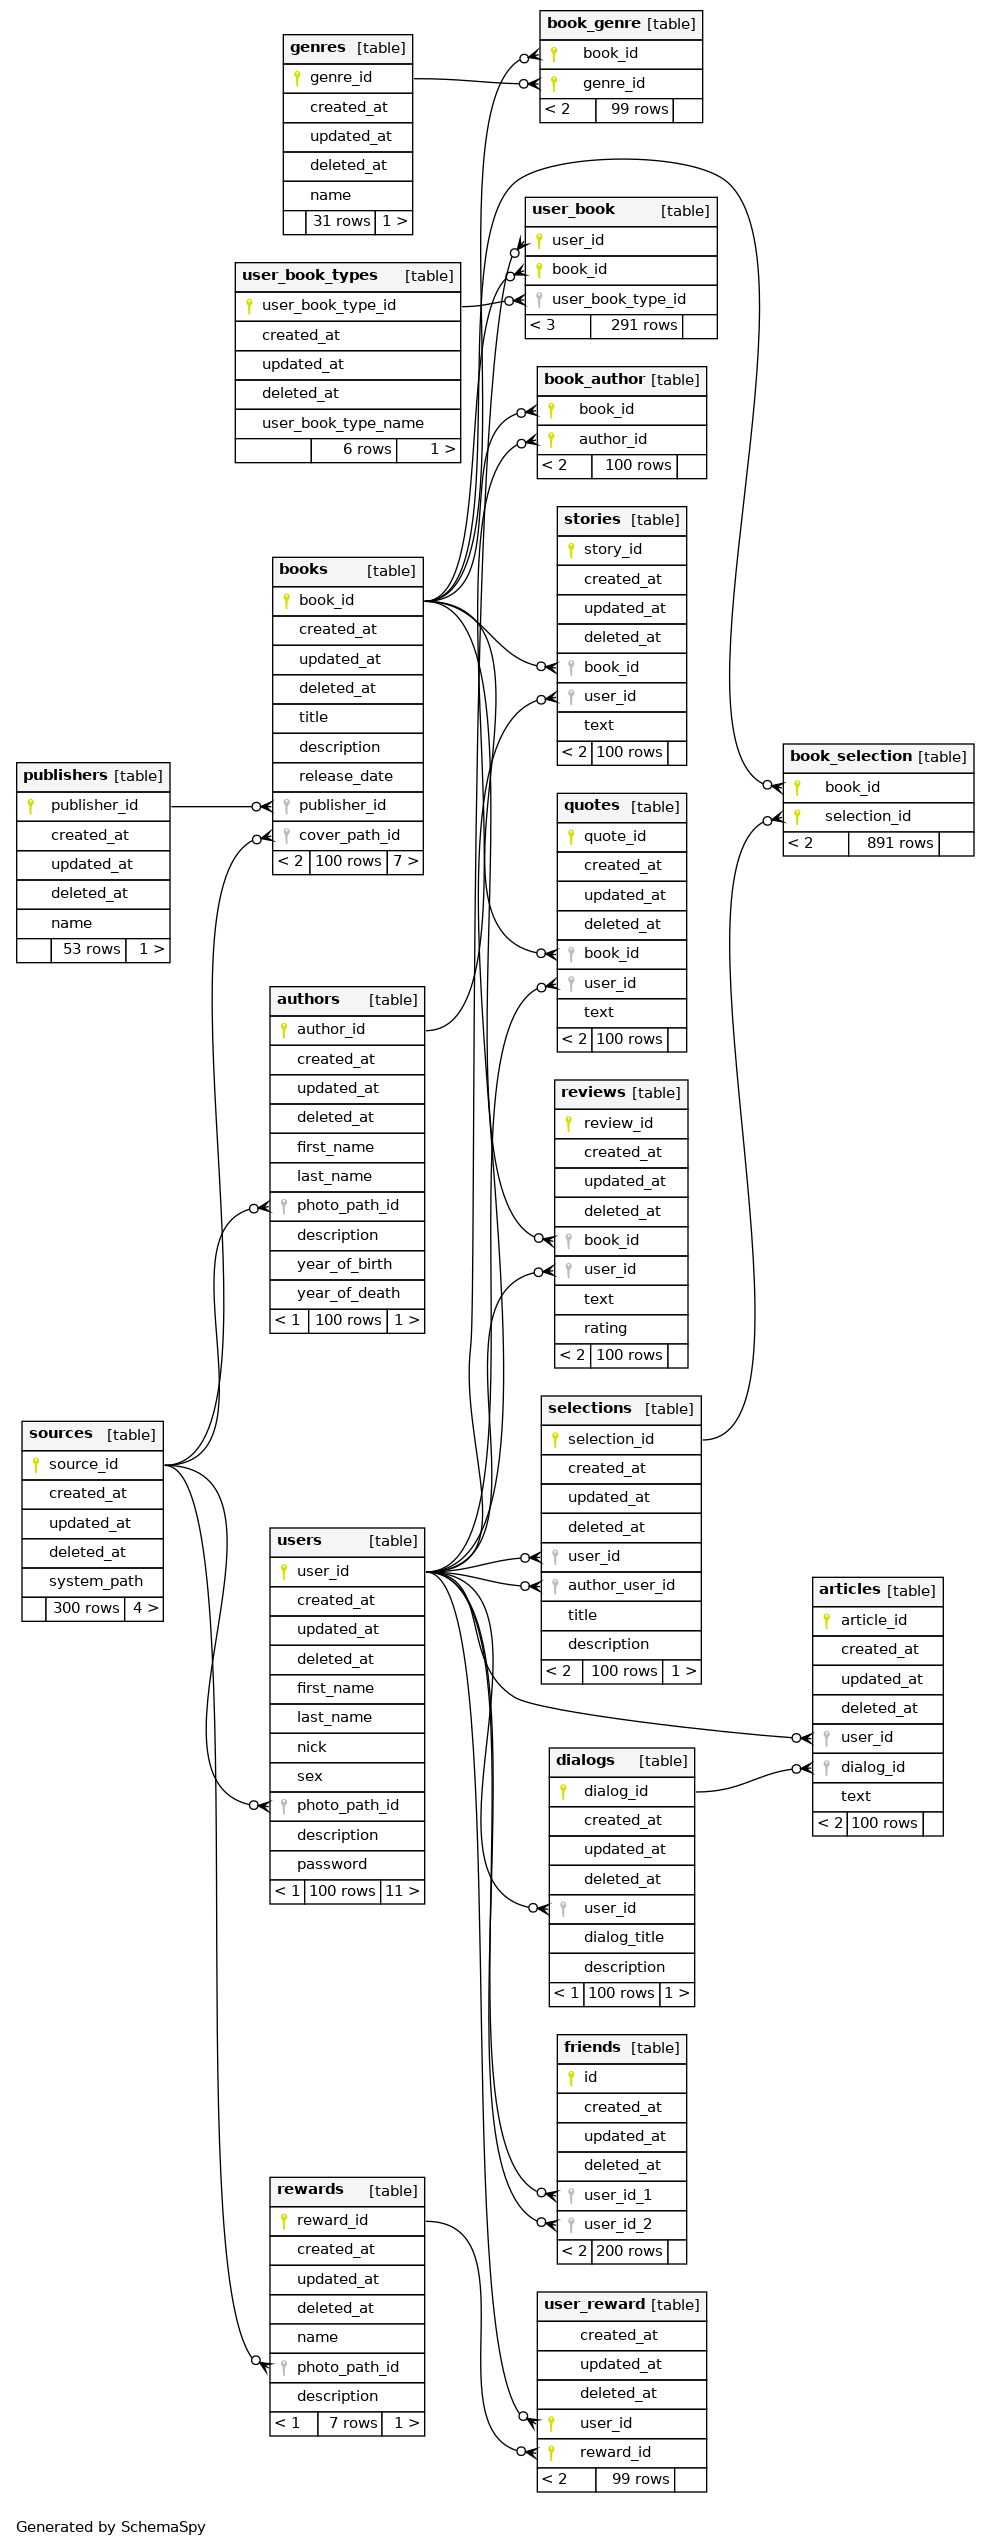 book_genre [table]
book_id
genre_id
< 2 99 rows
genres [table]
genre_id
created_at
updated_at
deleted_at
name
31 rows 1 >
user_book [table]
user_id
book_id
user_book_type_id
< 3 291 rows
user_book_types [table]
user_book_type_id
created_at
updated_at
deleted_at
user_book_type_name
6 rows 1 >
book_author [table]
book_id
author_id
< 2 100 rows
stories [table]
story_id
created_at
updated_at
deleted_at
book_id
user_id
text
< 2 100 rows
books [table]
book_id
created_at
updated_at
deleted_at
title
description
release_date
publisher_id
cover_path_id
< 2 100 rows 7 >
publishers [table]
publisher_id
created_at
updated_at
deleted_at
name
53 rows 1 >
book_selection [table]
book_id
selection_id
< 2 891 rows
quotes [table]
quote_id
created_at
updated_at
deleted_at
book_id
user_id
text
< 2 100 rows
authors [table]
author_id
created_at
updated_at
deleted_at
first_name
last_name
photo_path_id
description
year_of_birth
year_of_death
< 1 100 rows 1 >
reviews [table]
review_id
created_at
updated_at
deleted_at
book_id
user_id
text
rating
< 2 100 rows
selections [table]
selection_id
created_at
updated_at
deleted_at
user_id
author_user_id
title
description
< 2 100 rows 1 >
sources [table]
source_id
created_at
updated_at
deleted_at
system_path
300 rows 4 >
users [table]
user_id
created_at
updated_at
deleted_at
first_name
last_name
nick
sex
photo_path_id
description
password
< 1 100 rows 11 >
articles [table]
article_id
created_at
updated_at
deleted_at
user_id
dialog_id
text
< 2 100 rows
dialogs [table]
dialog_id
created_at
updated_at
deleted_at
user_id
dialog_title
description
< 1 100 rows 1 >
friends [table]
id
created_at
updated_at
deleted_at
user_id_1
user_id_2
< 2 200 rows
rewards [table]
reward_id
created_at
updated_at
deleted_at
name
photo_path_id
description
< 1 7 rows 1 >
user_reward [table]
created_at
updated_at
deleted_at
user_id
reward_id
< 2 99 rows
Generated by SchemaSpy